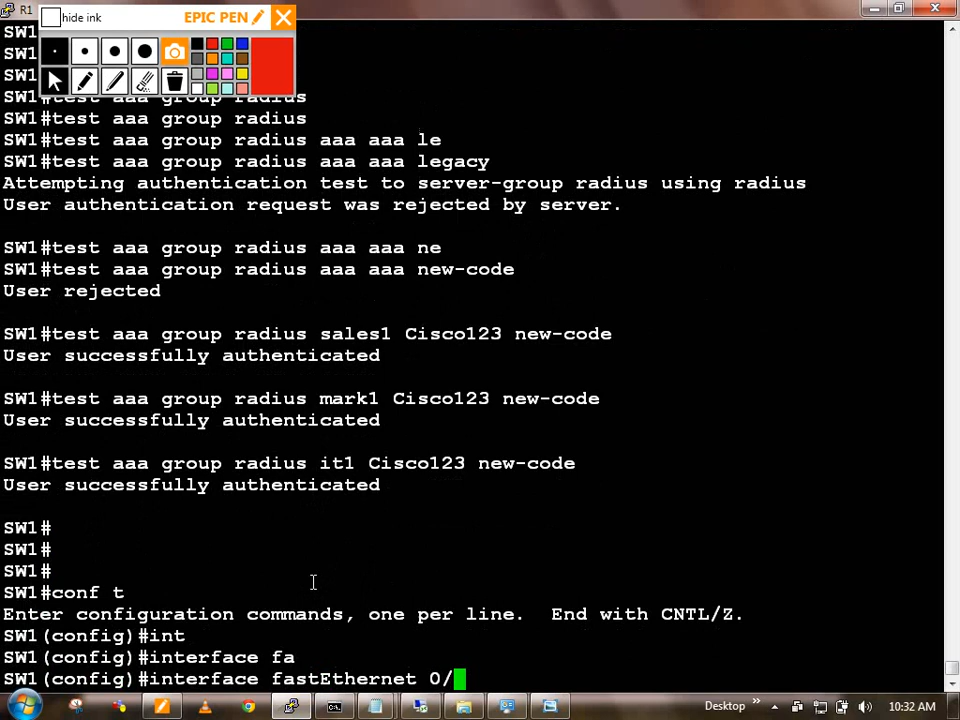 R1
hide ink
EPIC PEN
SW1
SW1
SW1
SW1#test aaa group radius
SW1#test aaa group radius
SW1#test aaa group radius aaa aaa le
SW1#test aaa group radius aaa aaa legacy
Attempting authentication test to server-group radius using radius
User authentication request was rejected by server.
SW1#test aaa group radius aaa aaa ne
SW1#test aaa group radius aaa aaa new-code
User rejected
SW1#test aaa group radius sales1 Cisco123 new-code
User successfully authenticated
SW1#test aaa group radius mark1 Cisco123 new-code
User successfully authenticated
SW1#test aaa group radius it1 Cisco123 new-code
User successfully authenticated
SW1#
SW1#
SW1#
SW1#conf t
Enter configuration commands, one per line.  End with CNTL/Z.
SW1(config)#int
SW1(config)#interface fa
SW1(config)#interface fastEthernet 0/
Desktop
10:32 AM